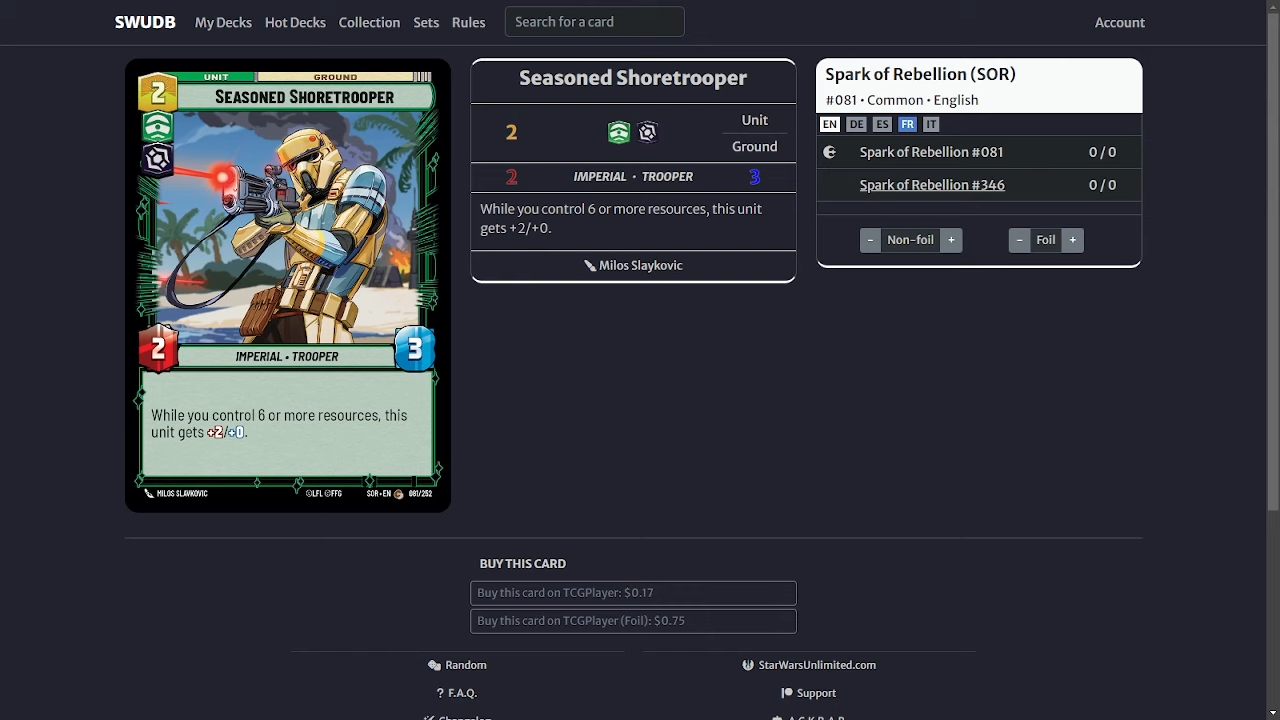 SWUDB My Decks Hot Decks Collection Sets Rules Search for a card Account
2
UNIT GROUND
SEASONED SHORETROOPER
2
IMPERIAL • TROOPER
3
While you control 6 or more resources, this
unit gets +2/+0.
MILOS SLAVKOVIC ©LFL ©FFG SOR • EN 081/252
Seasoned Shoretrooper
2
Unit
Ground
2 IMPERIAL • TROOPER 3
While you control 6 or more resources, this unit
gets +2/+0.
Milos Slaykovic
Spark of Rebellion (SOR)
#081 • Common • English
EN DE ES FR IT
Spark of Rebellion #081 0 / 0
Spark of Rebellion #346 0 / 0
- Non-foil + - Foil +
BUY THIS CARD
Buy this card on TCGPlayer: $0.17
Buy this card on TCGPlayer (Foil): $0.75
Random StarWarsUnlimited.com
? F.A.Q. Support